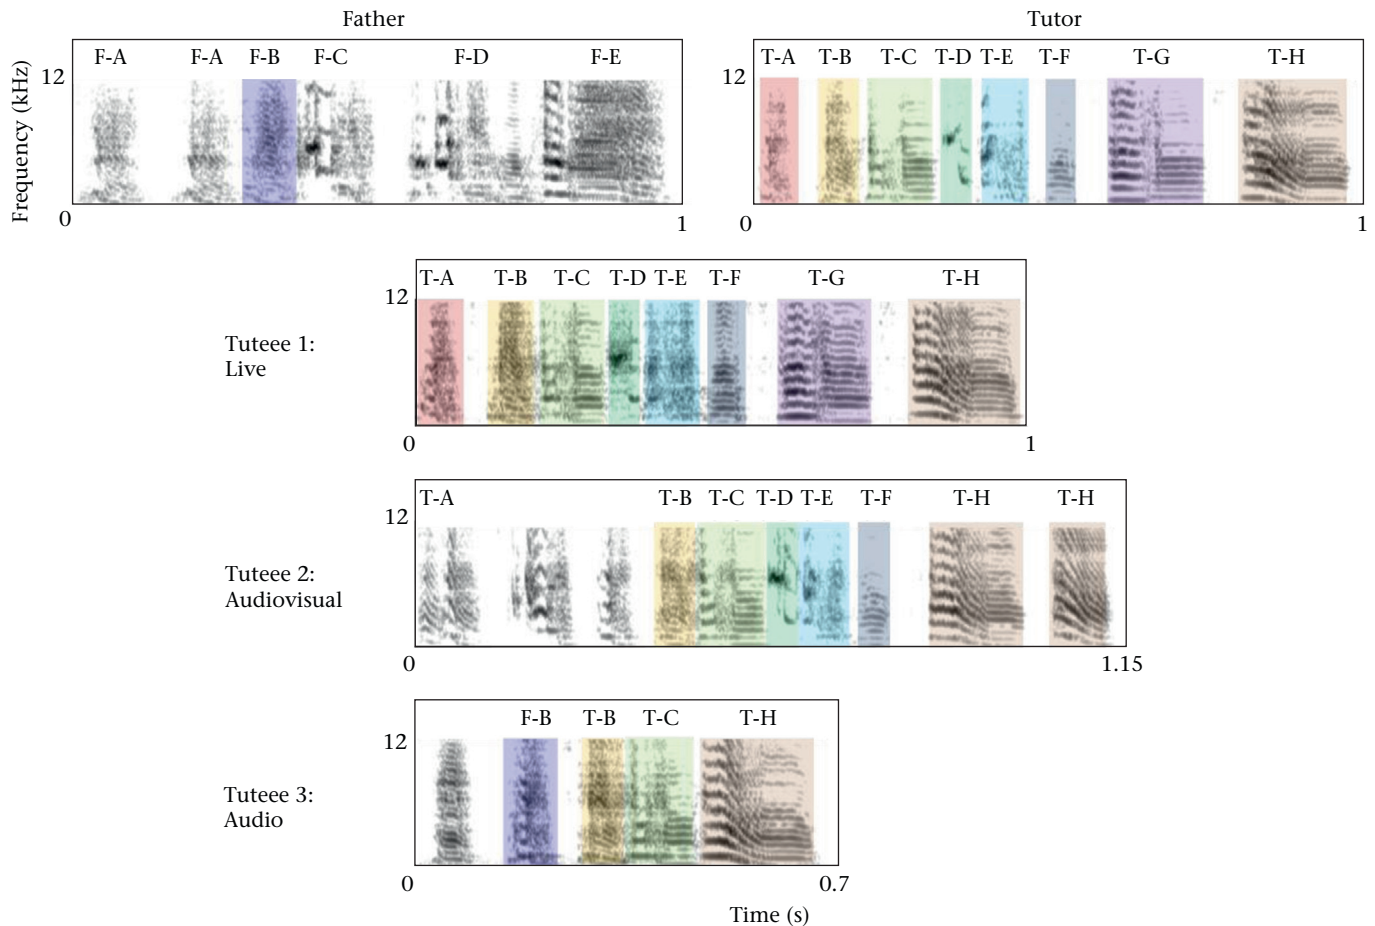 Father
Tutor
F-A F-A F-B F-C F-D F-E
T-A T-B T-C T-D T-E T-F T-G T-H
Frequency (kHz)
12
12
0
1
0
1
T-A T-B T-C T-D T-E T-F T-G T-H
12
Tuteee 1:
Live
0
1
T-A T-B T-C T-D T-E T-F T-H T-H
12
Tuteee 2:
Audiovisual
0
1.15
F-B T-B T-C T-H
12
Tuteee 3:
Audio
0
0.7
Time (s)